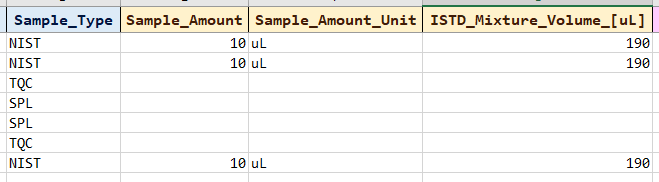 Sample_Type Sample_Amount Sample_Amount_Unit ISTD_Mixture_Volume_[uL]
NIST 10 uL 190
NIST 10 uL 190
TQC
SPL
SPL
TQC
NIST 10 uL 190